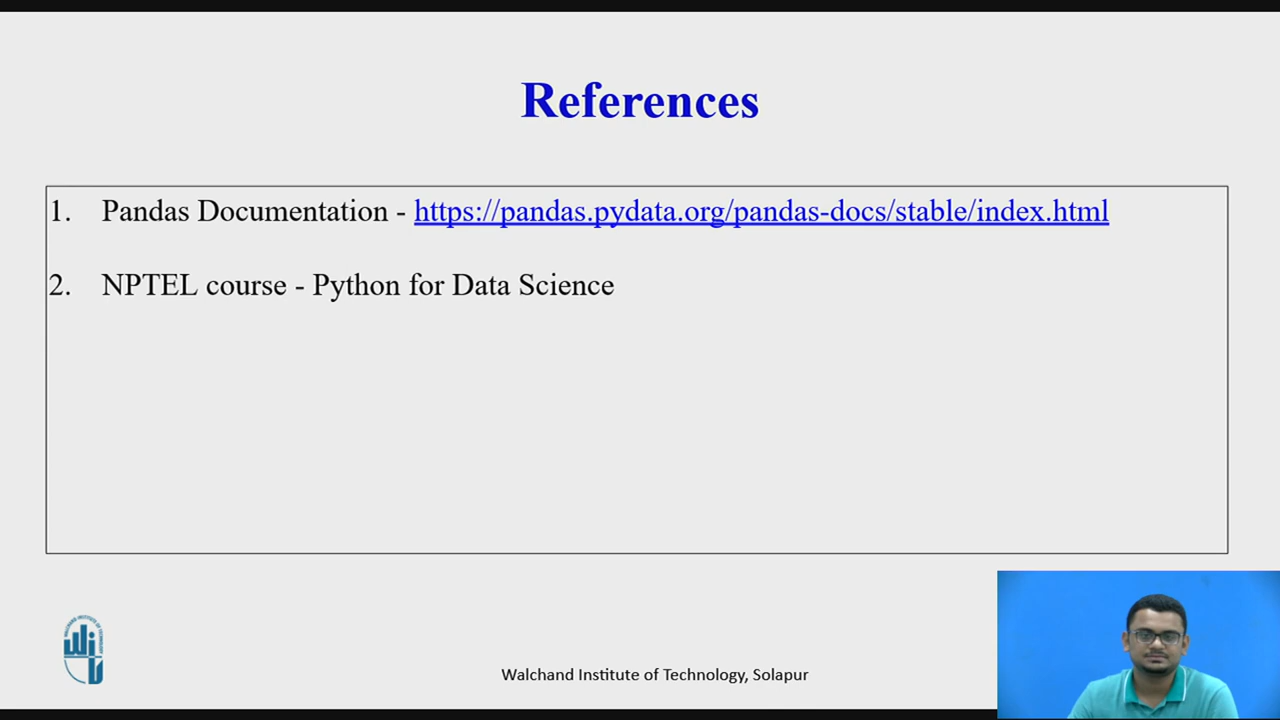 References
1. Pandas Documentation - https://pandas.pydata.org/pandas-docs/stable/index.html
2. NPTEL course - Python for Data Science
Walchand Institute of Technology, Solapur